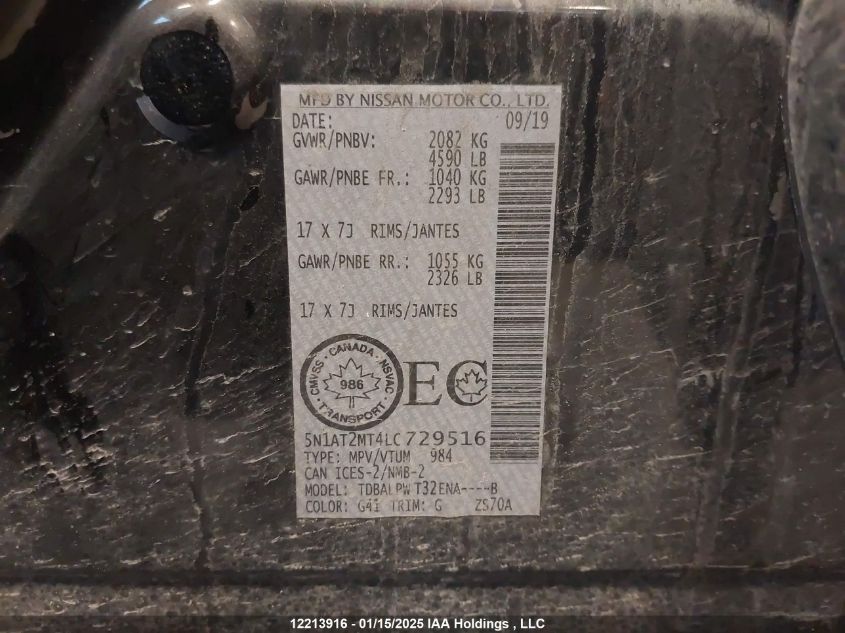 MFD BY NISSAN MOTOR CO., LTD.
DATE: 09/19
GVWR/PNBV: 2082 KG
4590 LB
GAWR/PNBE FR.: 1040 KG
2293 LB
17 X 7J RIMS/JANTES
GAWR/PNBE RR.: 1055 KG
2326 LB
17 X 7J RIMS/JANTES
CMVSS · CANADA · NSVAC · TRANSPORT ·
986
EC
5N1AT2MT4LC729516
TYPE: MPV/VTUM 984
CAN ICES-2/NMB-2
MODEL: TDBALPW T32ENA----B
COLOR: G41 TRIM: G ZS70A
12213916 - 01/15/2025 IAA Holdings , LLC